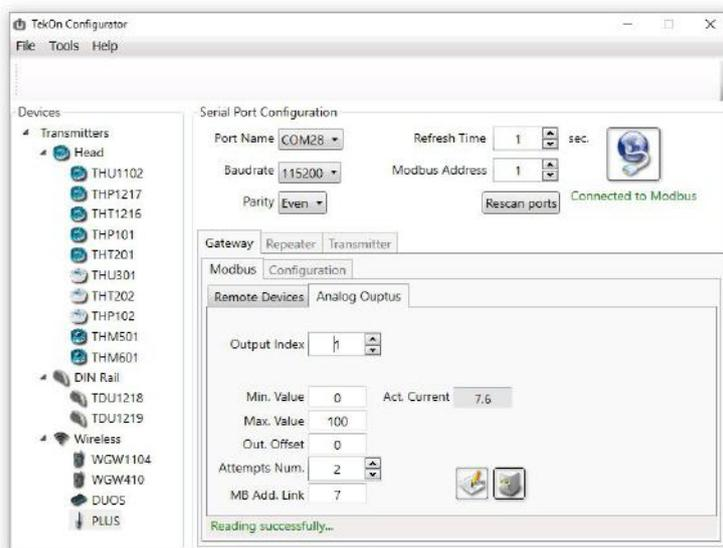 TekOn Configurator
File Tools Help
Devices
Transmitters
Head
THU1102
THP1217
THT1216
THP101
THT201
THU301
THT202
THP102
THM501
THM601
DIN Rail
TDU1218
TDU1219
Wireless
WGW1104
WGW410
DUOS
PLUS
Serial Port Configuration
Port Name COM28 Refresh Time 1 sec.
Baudrate 115200 Modbus Address 1
Parity Even Rescan ports Connected to Modbus
Gateway Repeater Transmitter
Modbus Configuration
Remote Devices Analog Ouptus
Output Index 1
Min. Value 0 Act. Current 7.6
Max. Value 100
Out. Offset 0
Attempts Num. 2
MB Add. Link 7
Reading successfully...